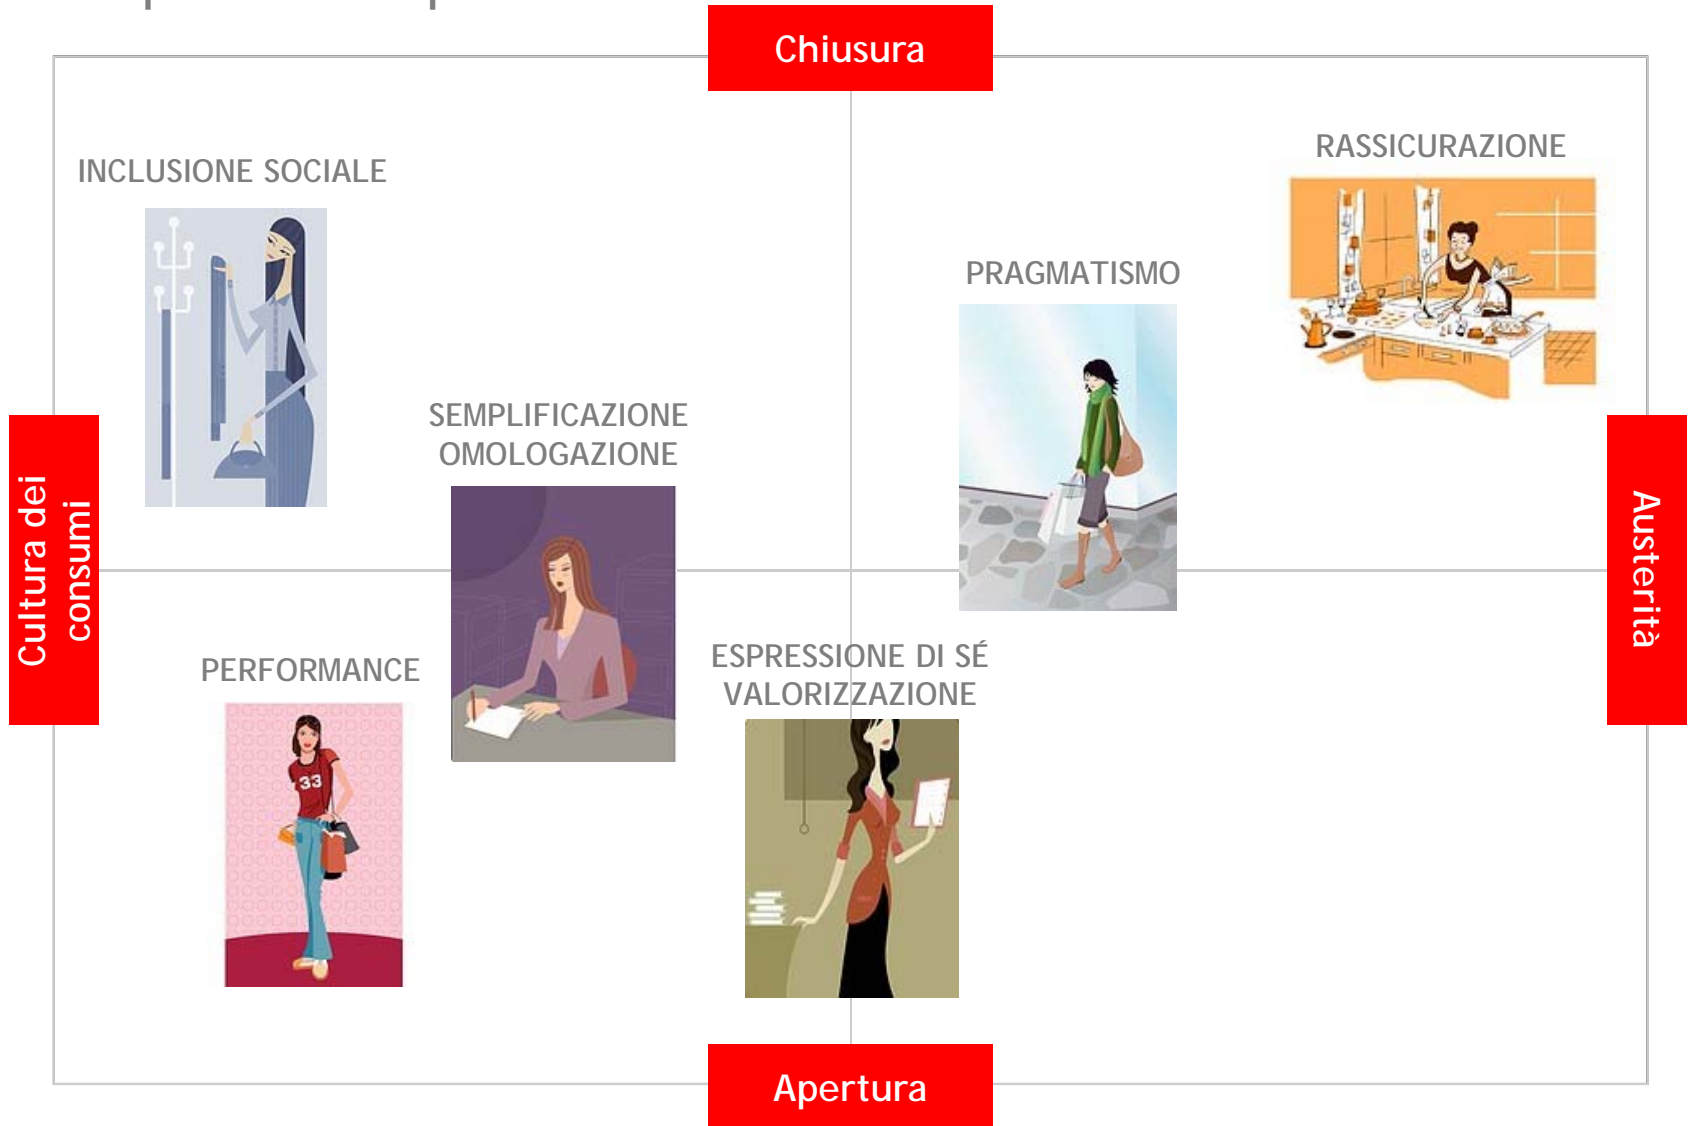 Chiusura
RASSICURAZIONE
INCLUSIONE SOCIALE
PRAGMATISMO
SEMPLIFICAZIONE
OMOLOGAZIONE
Cultura dei
consumi
Austerità
ESPRESSIONE DI SÉ
VALORIZZAZIONE
PERFORMANCE
33
Apertura